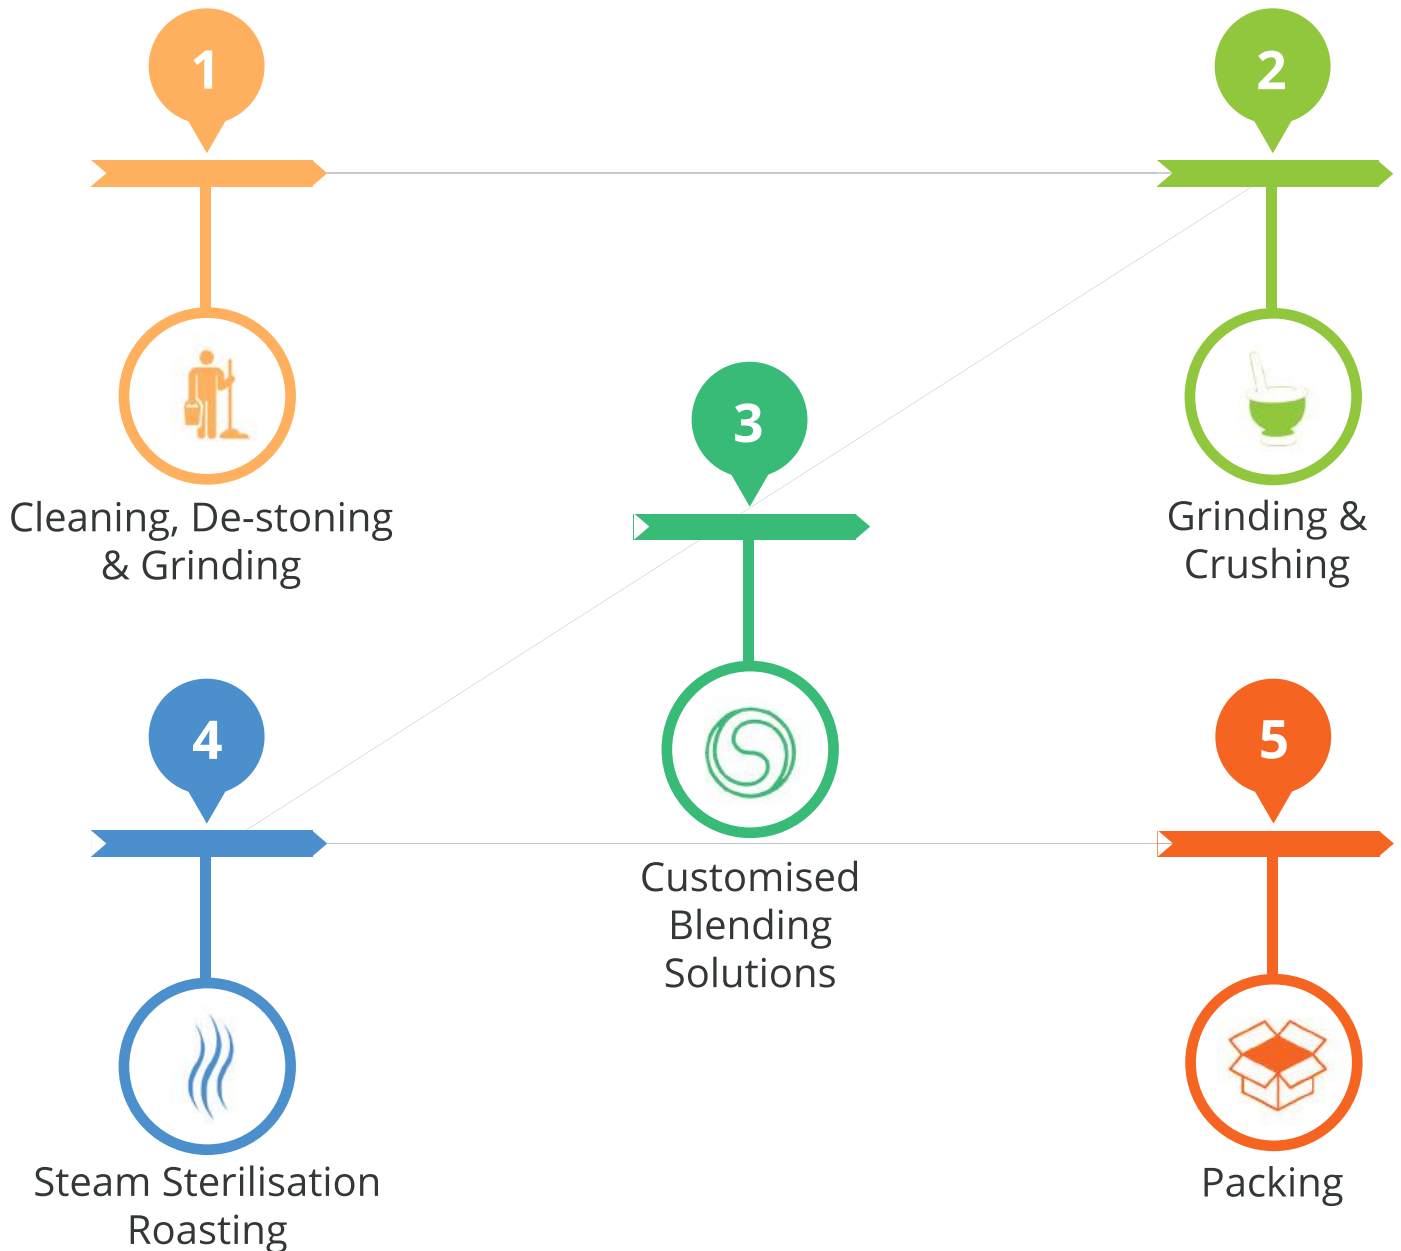 1
2
Cleaning, De-stoning
& Grinding
Grinding &
Crushing
3
Customised
Blending
Solutions
4
Steam Sterilisation
Roasting
5
Packing